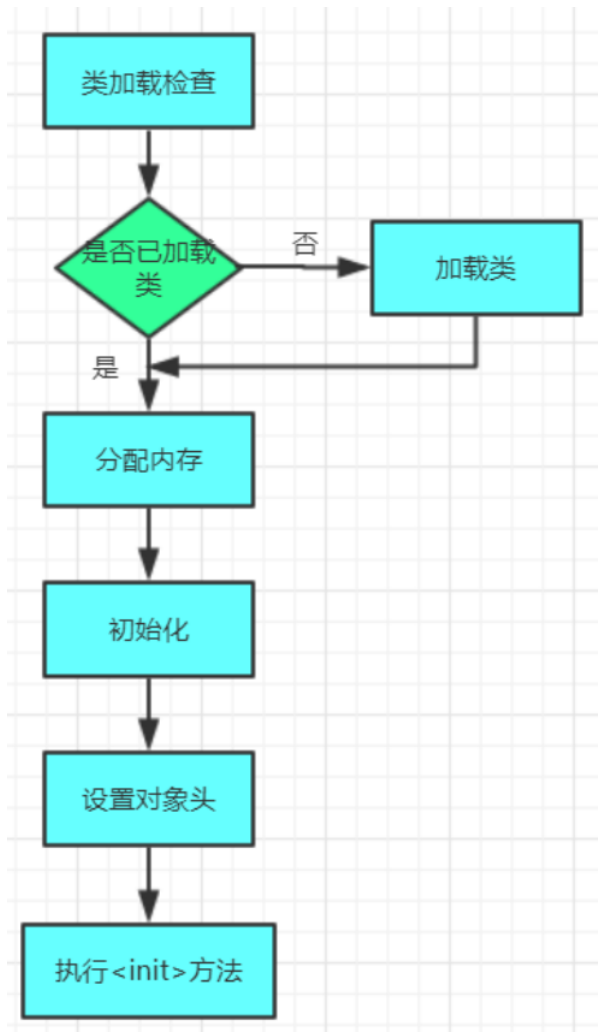 类加载检查
是否已加载
类
否
加载类
是
分配内存
初始化
设置对象头
执行<init>方法